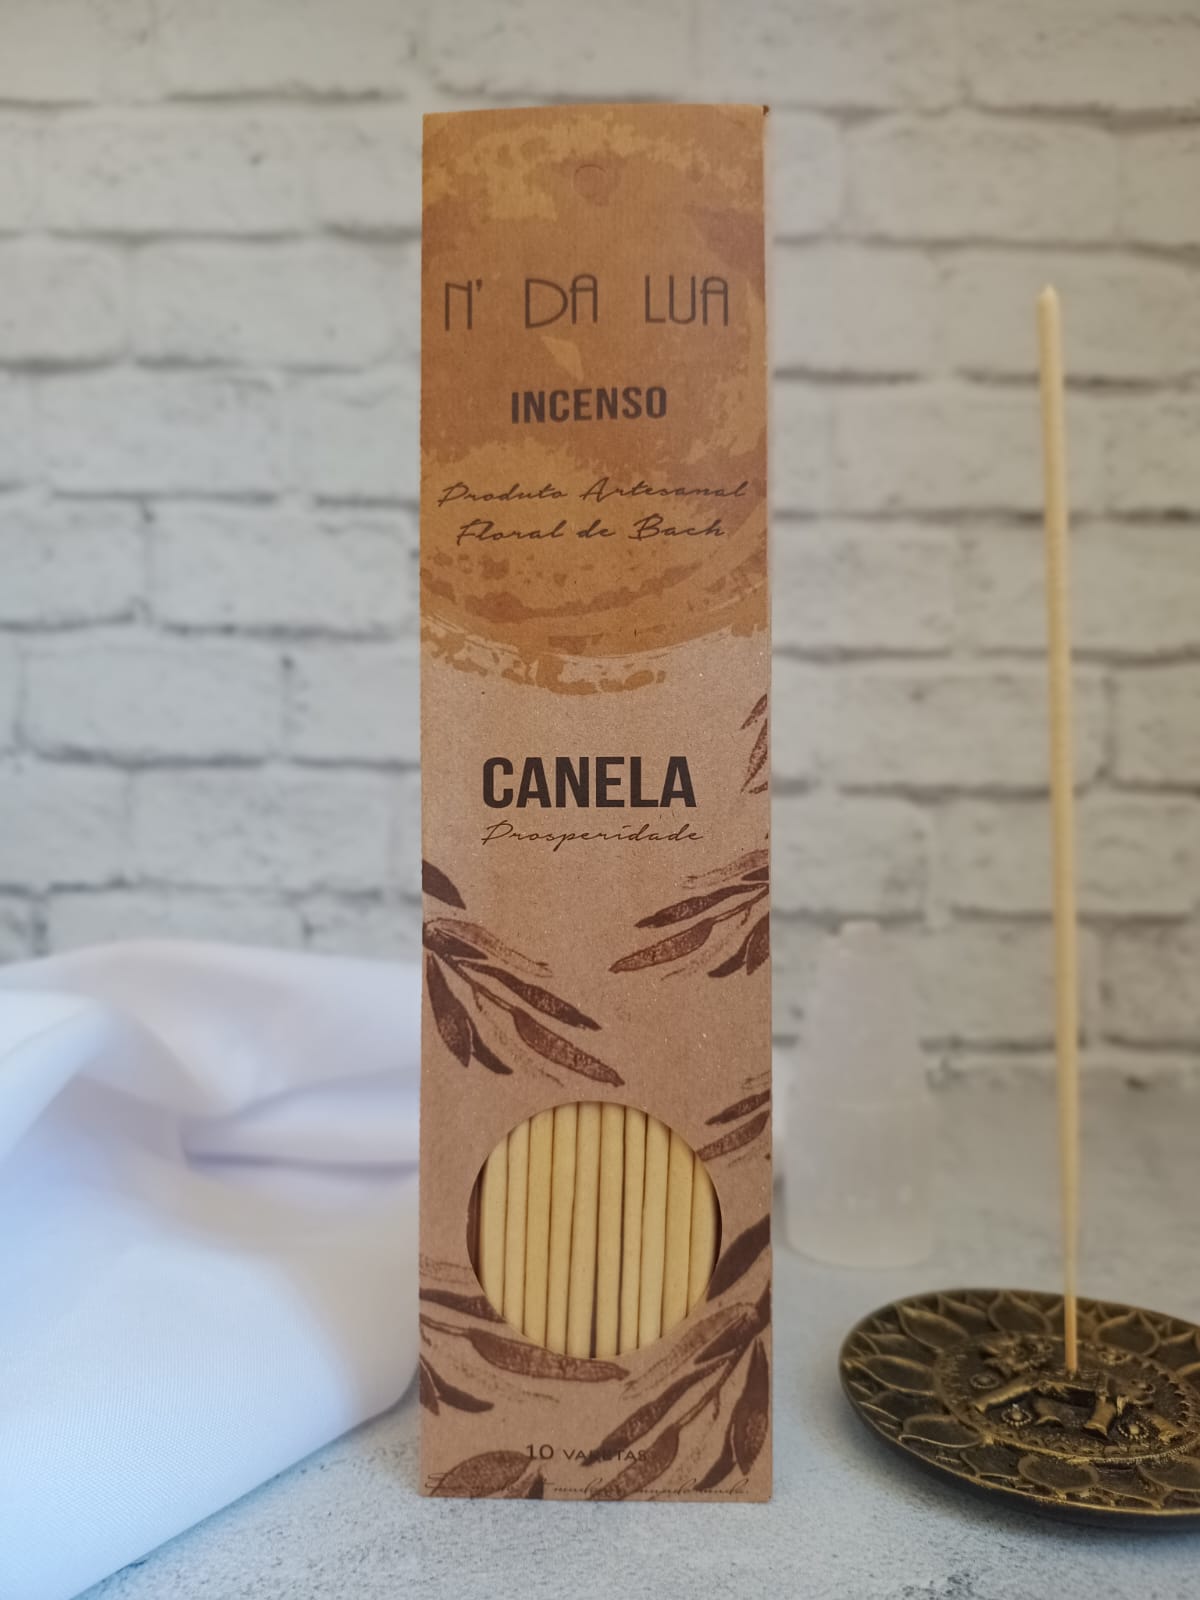 N' DA LUA
INCENSO
Produto Artesanal
Floral de Bach
CANELA
Prosperidade
10 VARETAS